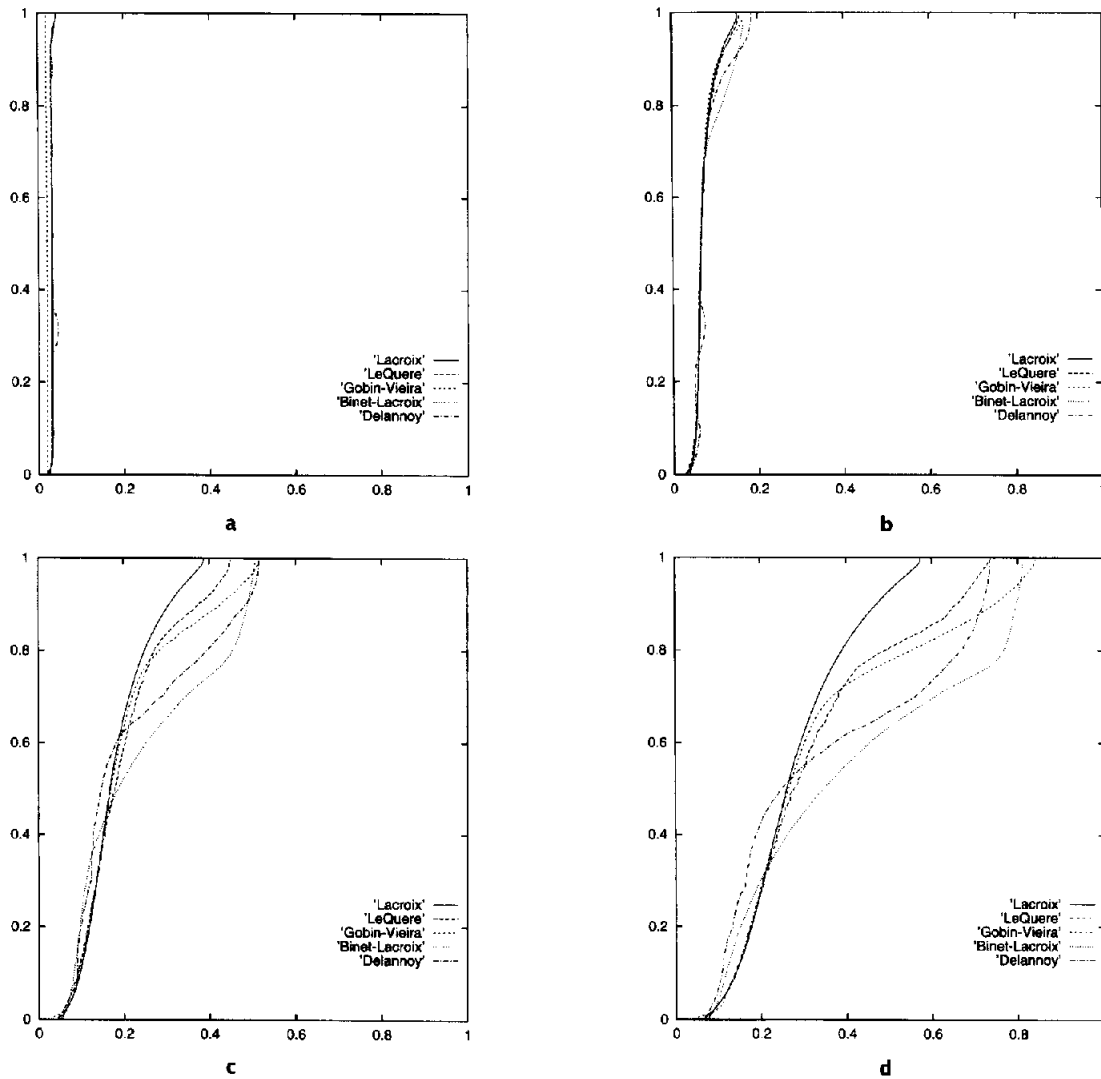 1
0.8
0.6
0.4
0.2
0
'Lacroix'
'LeQuere'
'Gobin-Vieira'
'Binet-Lacroix'
'Delannoy'
0 0.2 0.4 0.6 0.8 1
a
1
0.8
0.6
0.4
0.2
0
'Lacroix'
'LeQuere'
'Gobin-Vieira'
'Binet-Lacroix'
'Delannoy'
0 0.2 0.4 0.6 0.8 1
b
1
0.8
0.6
0.4
0.2
0
'Lacroix'
'LeQuere'
'Gobin-Vieira'
'Binet-Lacroix'
'Delannoy'
0 0.2 0.4 0.6 0.8 1
c
1
0.8
0.6
0.4
0.2
0
'Lacroix'
'LeQuere'
'Gobin-Vieira'
'Binet-Lacroix'
'Delannoy'
0 0.2 0.4 0.6 0.8 1
d